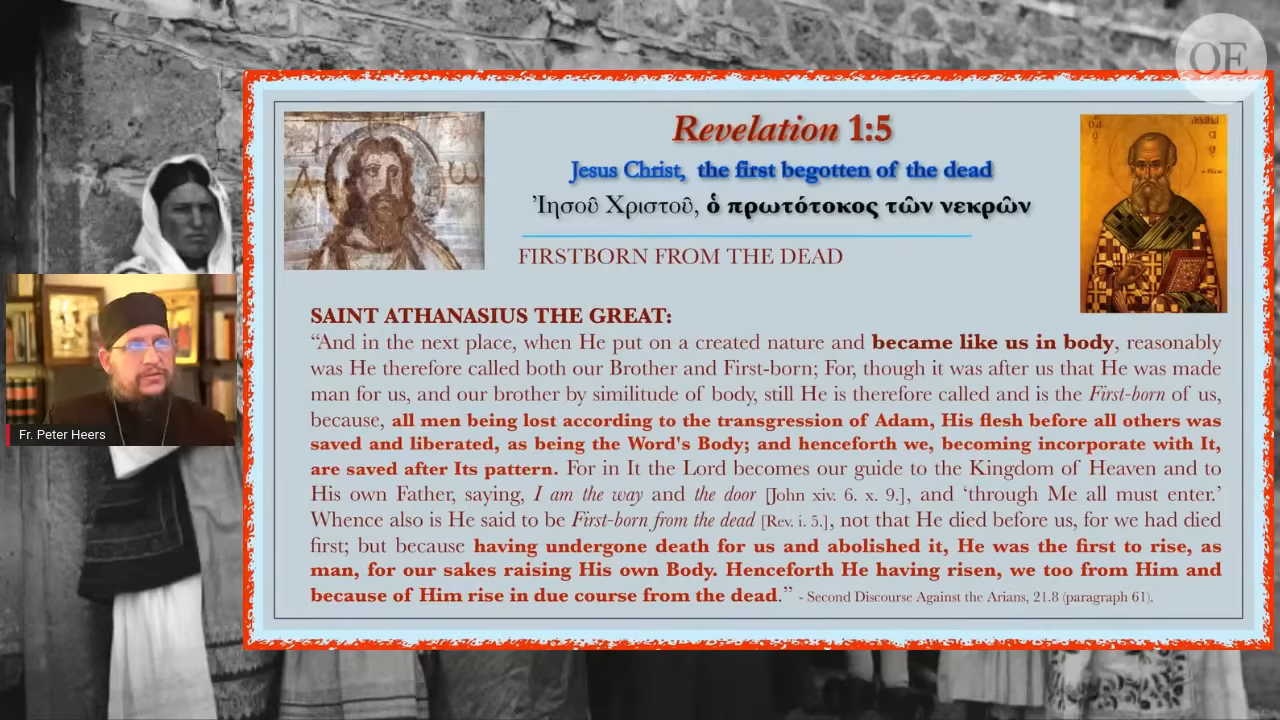 OE
Revelation 1:5
Jesus Christ, the first begotten of the dead
Ἰησοῦ Χριστοῦ, ὁ πρωτότοκος τῶν νεκρῶν
FIRSTBORN FROM THE DEAD
A ω
SAINT ATHANASIUS THE GREAT:
“And in the next place, when He put on a created nature and became like us in body, reasonably
was He therefore called both our Brother and First-born; For, though it was after us that He was made
man for us, and our brother by similitude of body, still He is therefore called and is the First-born of us,
because, all men being lost according to the transgression of Adam, His flesh before all others was
saved and liberated, as being the Word's Body; and henceforth we, becoming incorporate with It,
are saved after Its pattern. For in It the Lord becomes our guide to the Kingdom of Heaven and to
His own Father, saying, I am the way and the door [John xiv. 6. x. 9.], and ‘through Me all must enter.’
Whence also is He said to be First-born from the dead [Rev. i. 5.], not that He died before us, for we had died
first; but because having undergone death for us and abolished it, He was the first to rise, as
man, for our sakes raising His own Body. Henceforth He having risen, we too from Him and
because of Him rise in due course from the dead.” - Second Discourse Against the Arians, 21.8 (paragraph 61).
Fr. Peter Heers